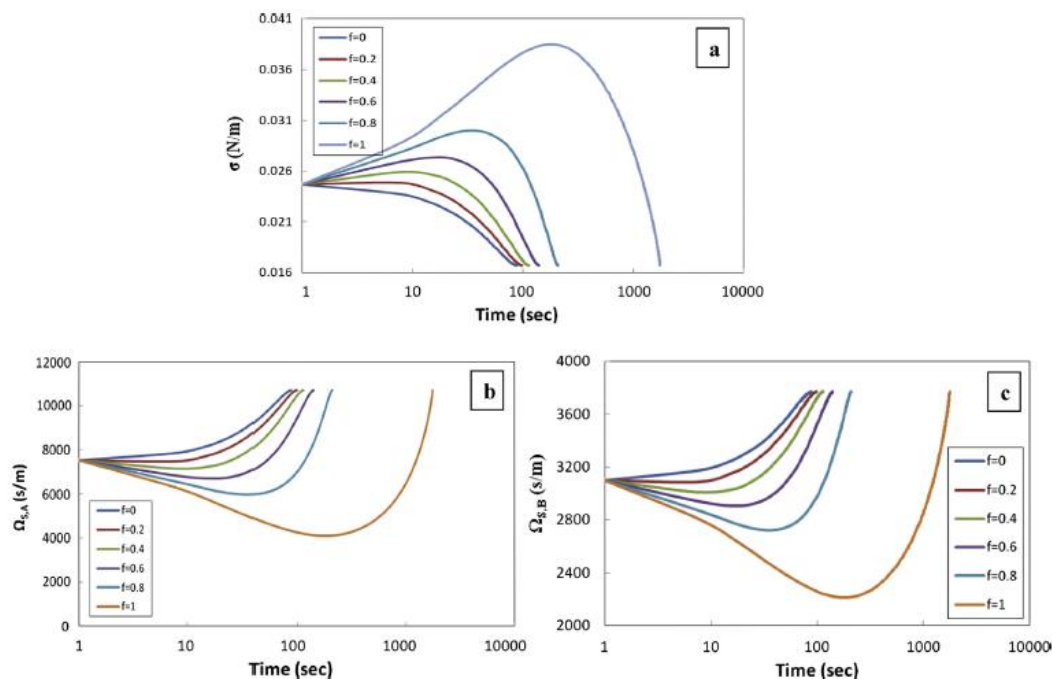 a
0.041
0.036
0.031
0.026
0.021
0.016
σ (N/m)
f=0
f=0.2
f=0.4
f=0.6
f=0.8
f=1
1 10 100 1000 10000
Time (sec)
b
12000
10000
8000
6000
4000
2000
0
Ω_S,A (s/m)
f=0
f=0.2
f=0.4
f=0.6
f=0.8
f=1
1 10 100 1000 10000
Time (sec)
c
4000
3600
3200
2800
2400
2000
Ω_S,B (s/m)
f=0
f=0.2
f=0.4
f=0.6
f=0.8
f=1
1 10 100 1000 10000
Time (sec)